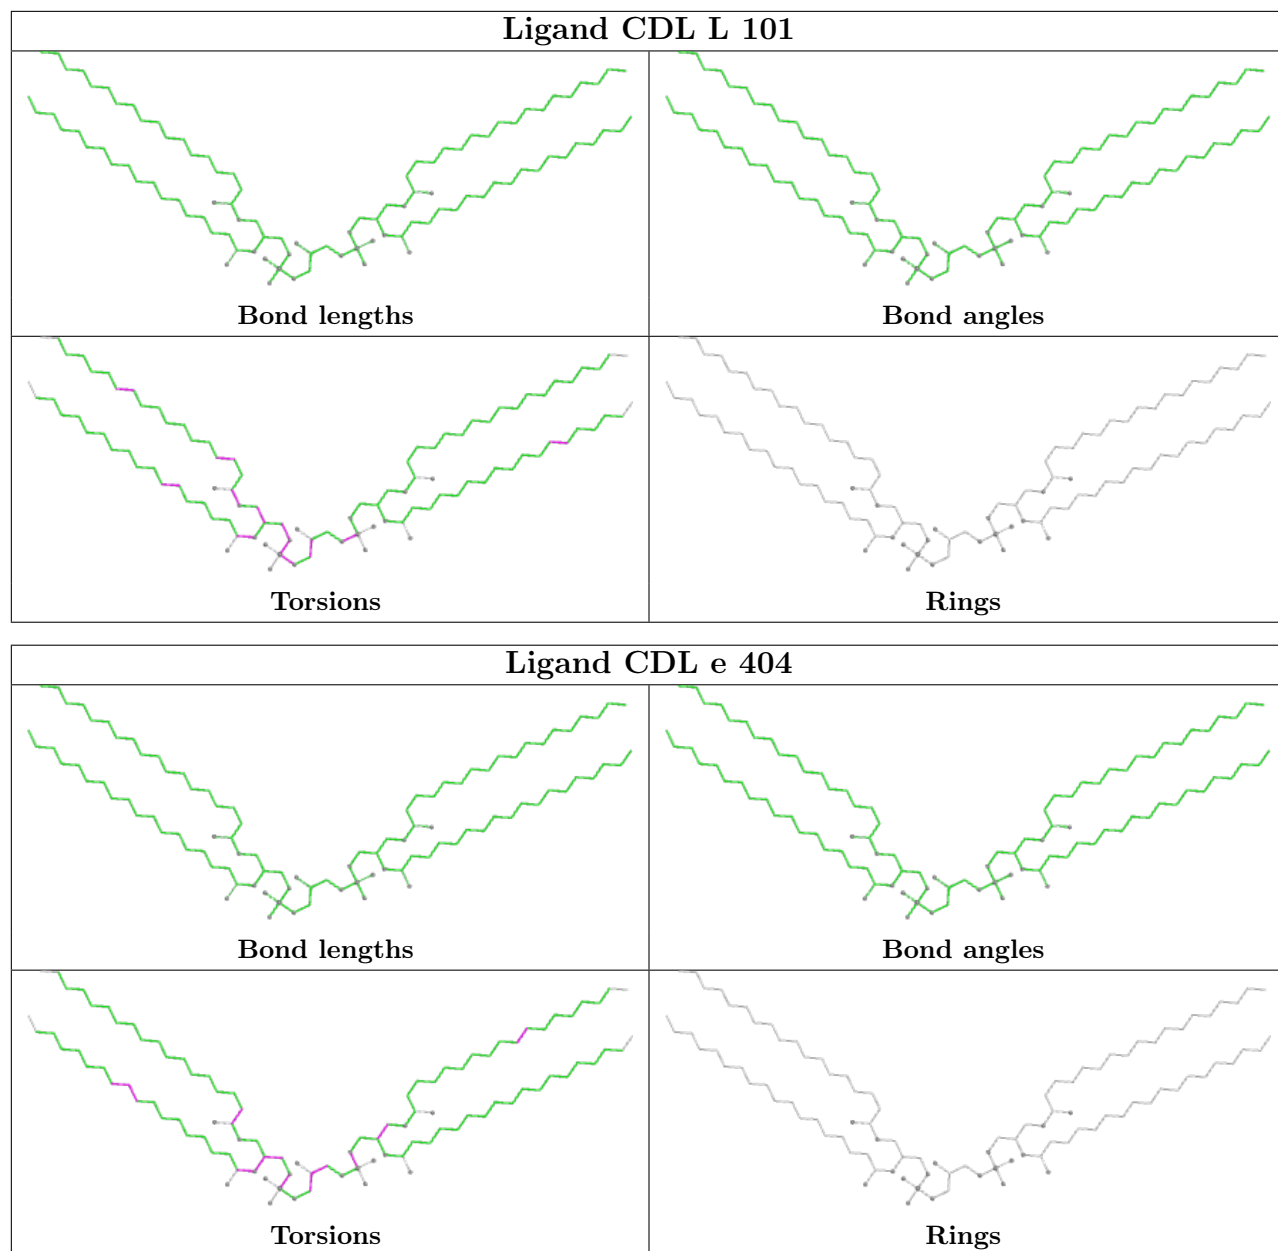 Ligand CDL L 101
Bond lengths
Bond angles
Torsions
Rings
Ligand CDL e 404
Bond lengths
Bond angles
Torsions
Rings